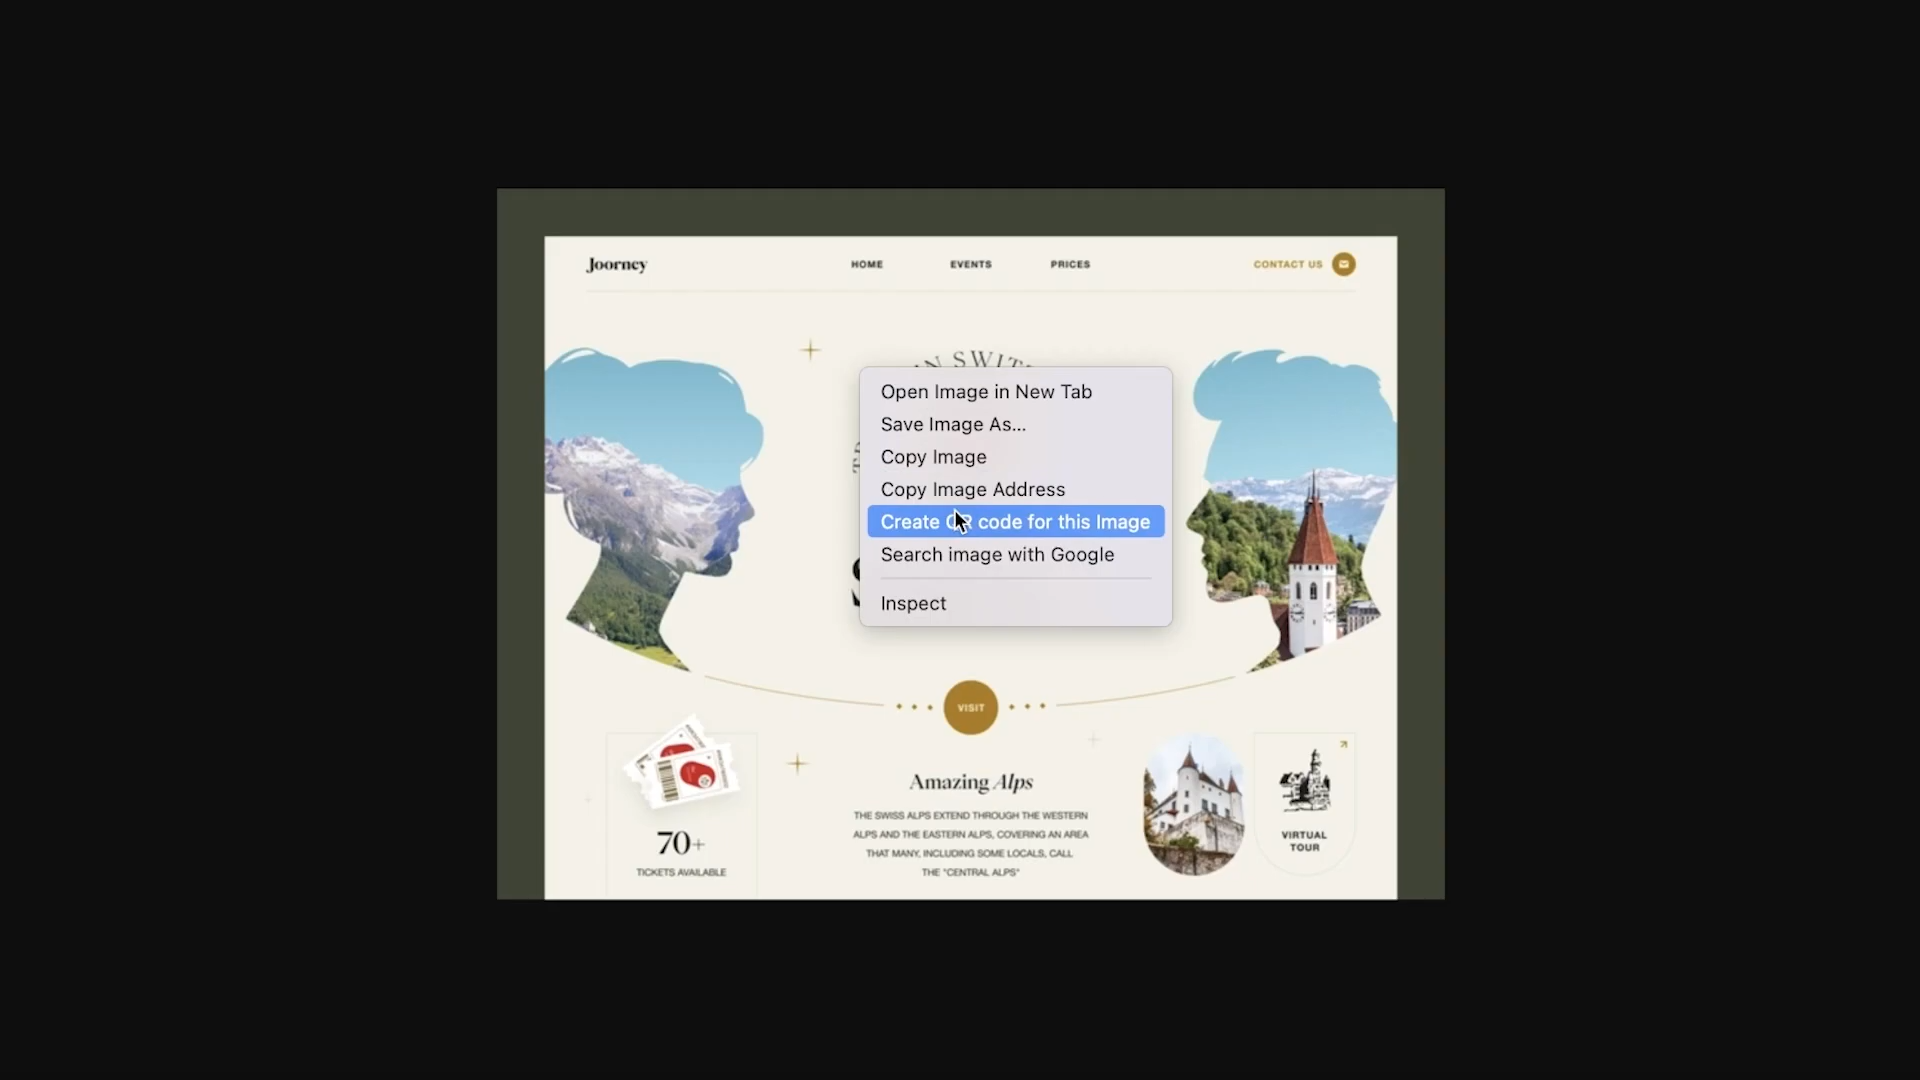 Joorney
HOME
EVENTS
PRICES
CONTACT US
IN SWIT
Open Image in New Tab
Save Image As...
Copy Image
Copy Image Address
Create QR code for this Image
Search image with Google
Inspect
VISIT
70+
TICKETS AVAILABLE
Amazing Alps
THE SWISS ALPS EXTEND THROUGH THE WESTERN
ALPS AND THE EASTERN ALPS, COVERING AN AREA
THAT MANY, INCLUDING SOME LOCALS, CALL
THE "CENTRAL ALPS"
VIRTUAL
TOUR